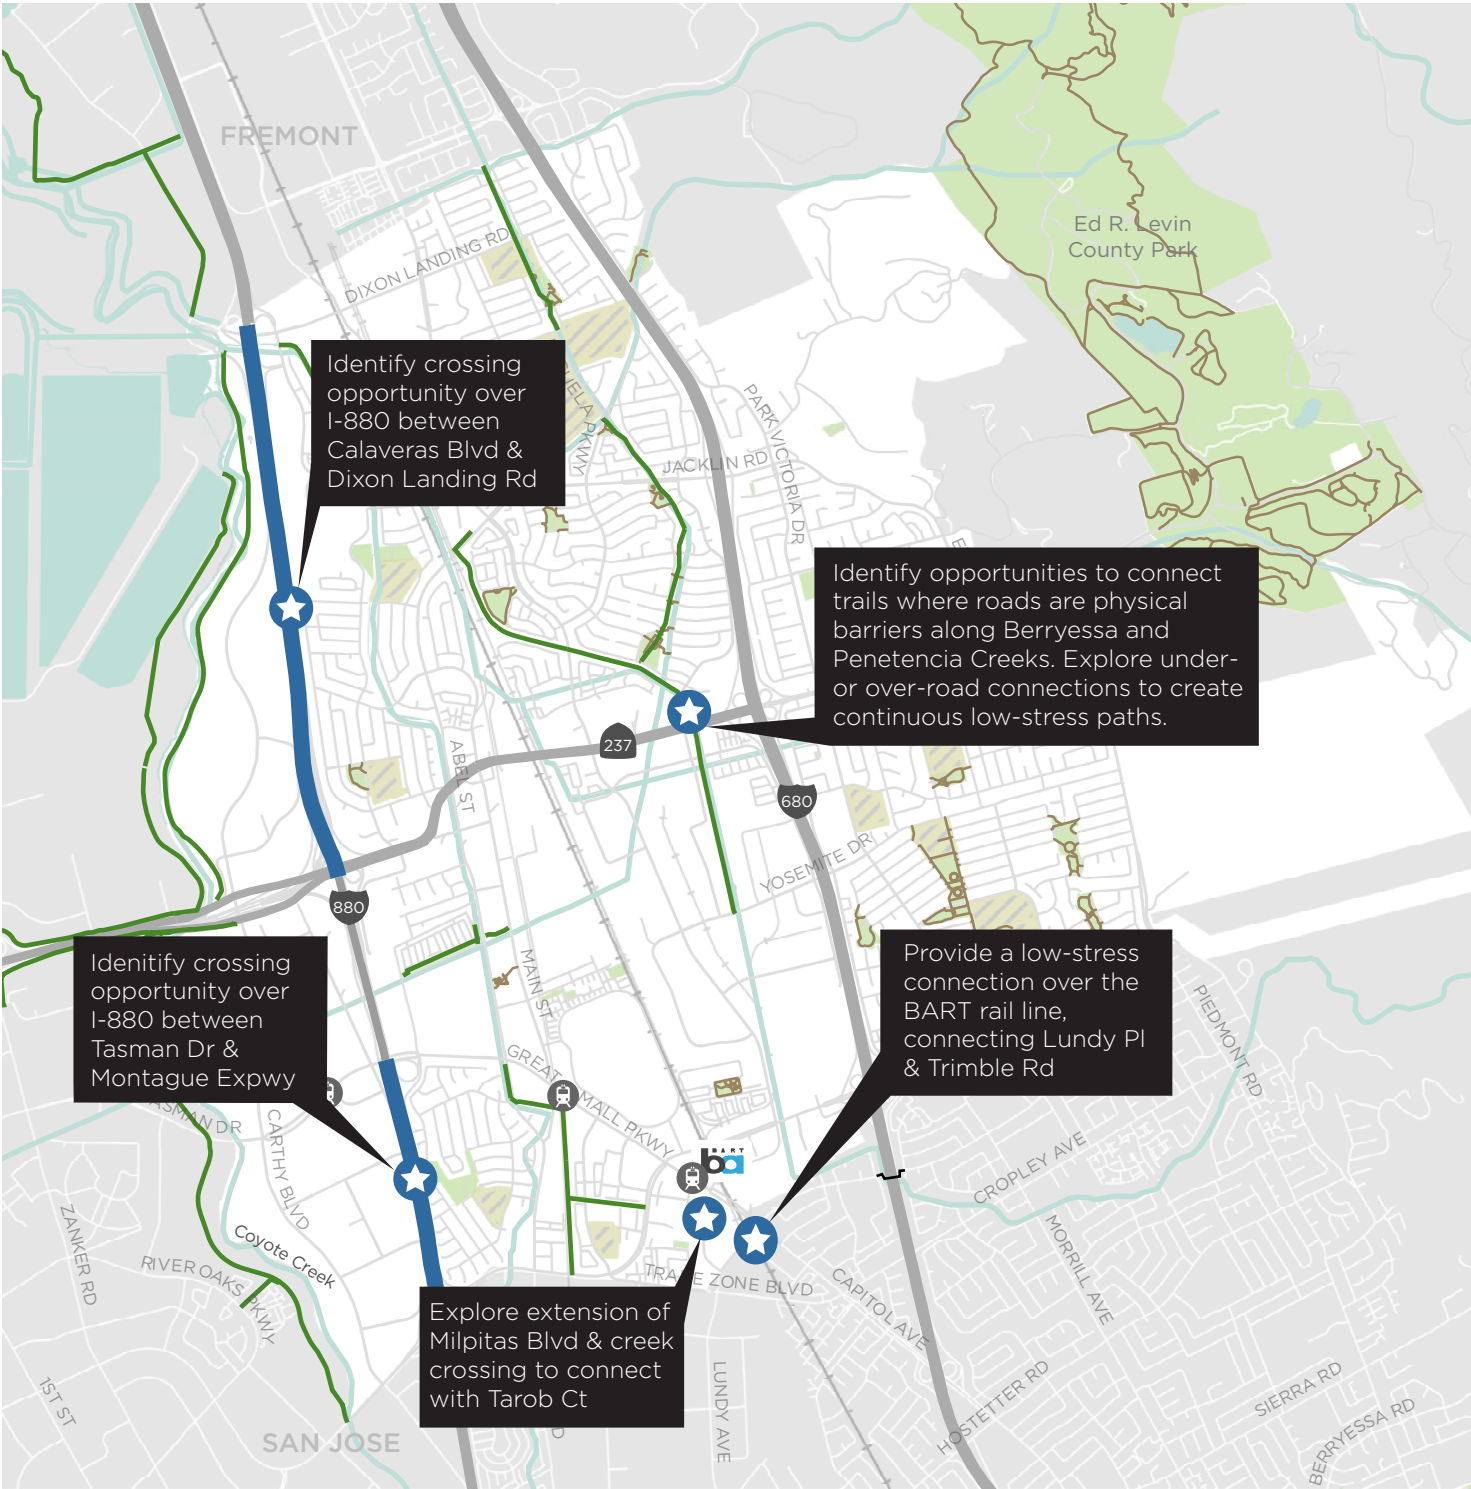 FREMONT
DIXON LANDING RD
Ed R. Levin
County Park
Identify crossing
opportunity over
I-880 between
Calaveras Blvd &
Dixon Landing Rd
PKWY
PARK VICTORIA DR
JACKLIN RD
Identify opportunities to connect
trails where roads are physical
barriers along Berryessa and
Penetencia Creeks. Explore under-
or over-road connections to create
continuous low-stress paths.
237
ABEL ST
680
YOSEMITE DR
880
Idenitify crossing
opportunity over
I-880 between
Tasman Dr &
Montague Expwy
MAIN ST
Provide a low-stress
connection over the
BART rail line,
connecting Lundy Pl
& Trimble Rd
PIEDMONT RD
GREAT MALL PKWY
TASMAN DR
CARTHY BLVD
BART
ba
CROPLEY AVE
ZANKER RD
Coyote Creek
RIVER OAKS PKWY
MORRILL AVE
TRADE ZONE BLVD
CAPITOL AVE
Explore extension of
Milpitas Blvd & creek
crossing to connect
with Tarob Ct
LUNDY AVE
1ST ST
HOSTETTER RD
SIERRA RD
BERRYESSA RD
SAN JOSE